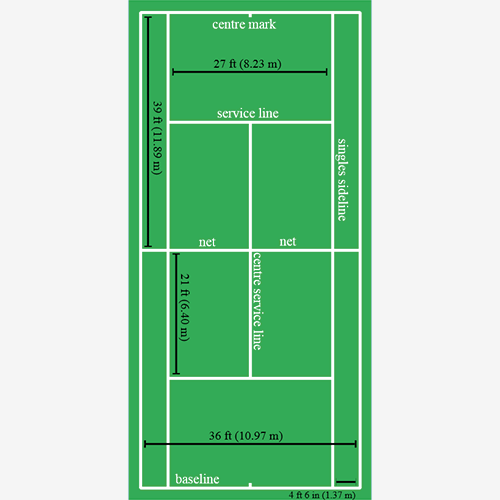 centre mark
27 ft (8.23 m)
39 ft (11.89 m)
service line
singles sideline
net
net
21 ft (6.40 m)
centre service line
36 ft (10.97 m)
baseline
4 ft 6 in (1.37 m)